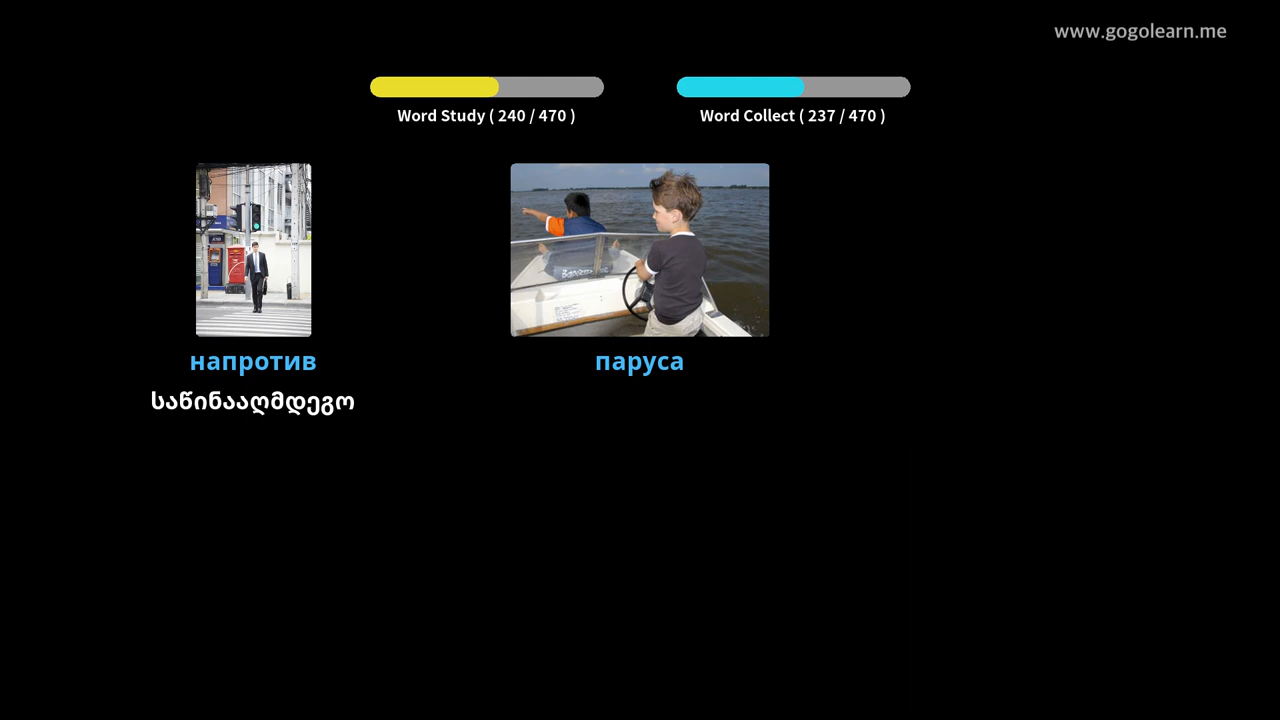 www.gogolearn.me
Word Study ( 240 / 470 )
Word Collect ( 237 / 470 )
напротив
паруса
საწინააღმდეგო